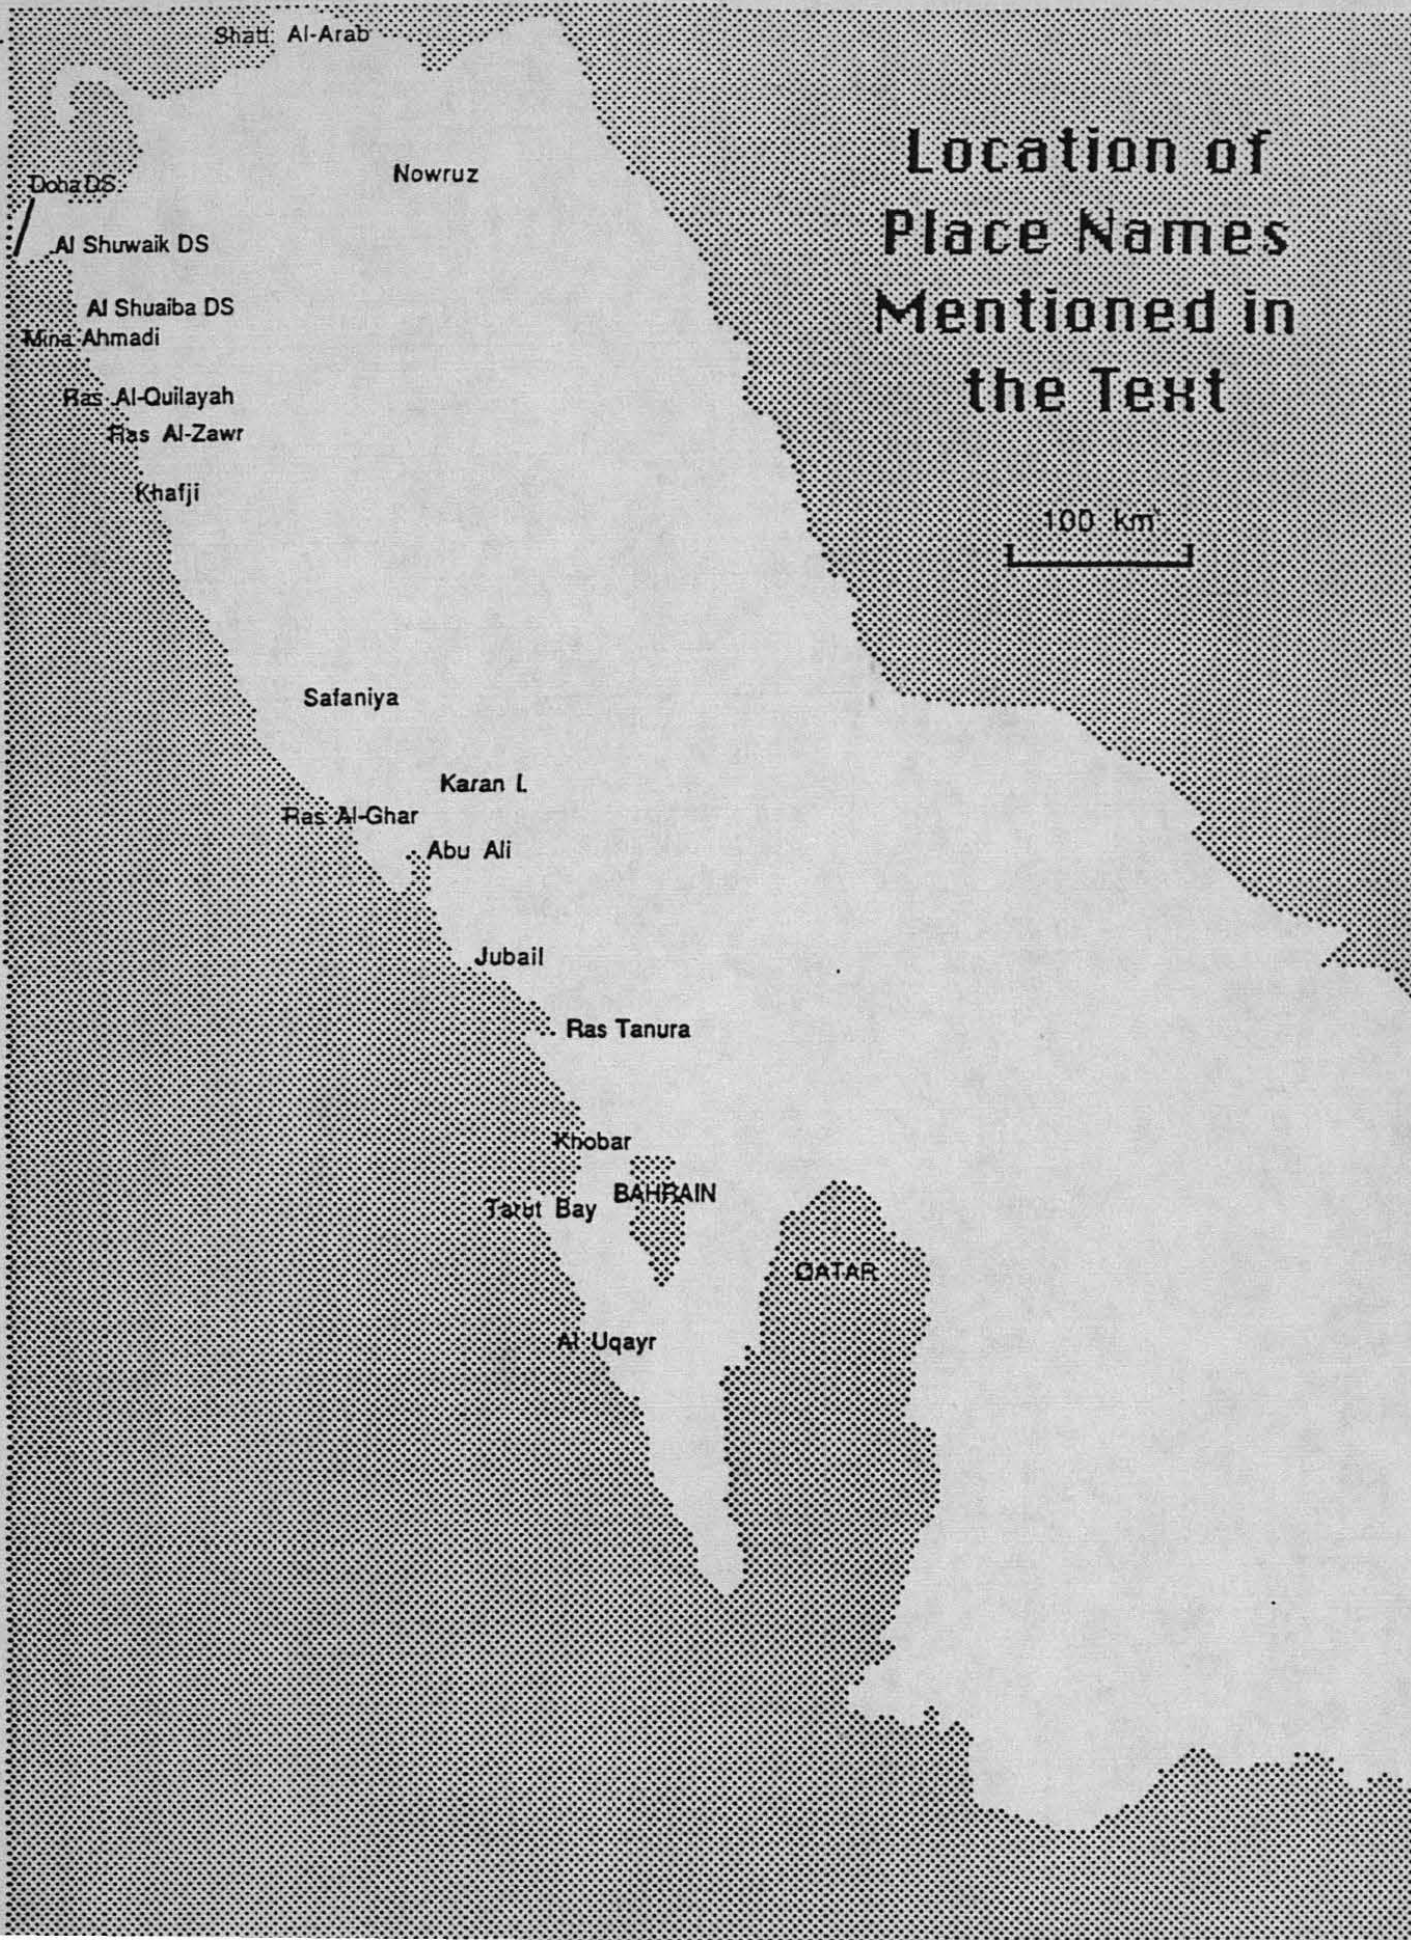 Shatt Al-Arab
Location of
Place Names
Mentioned in
the Text
Nowruz
Doha DS
Al Shuwaik DS
Al Shuaiba DS
Mina Ahmadi
Ras Al-Quilayah
Ras Al-Zawr
Khafji
100 km
Safaniya
Karan I.
Ras Al-Ghar
Abu Ali
Jubail
Ras Tanura
Khobar
BAHRAIN
Tarut Bay
QATAR
Al Uqayr